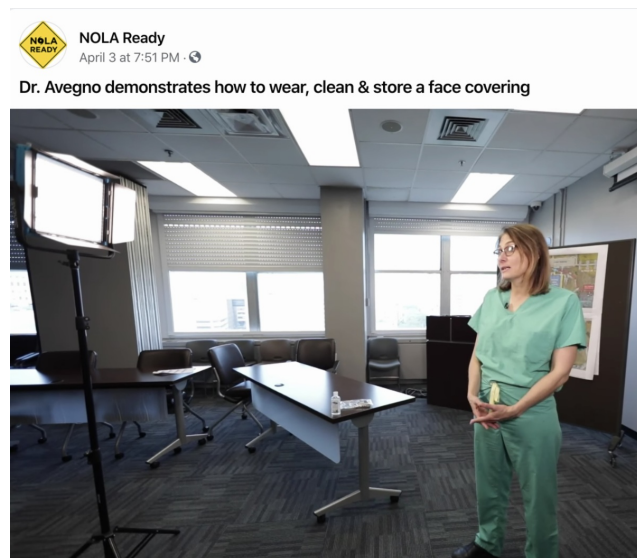 NOLA
READY
NOLA Ready
April 3 at 7:51 PM ·
Dr. Avegno demonstrates how to wear, clean & store a face covering